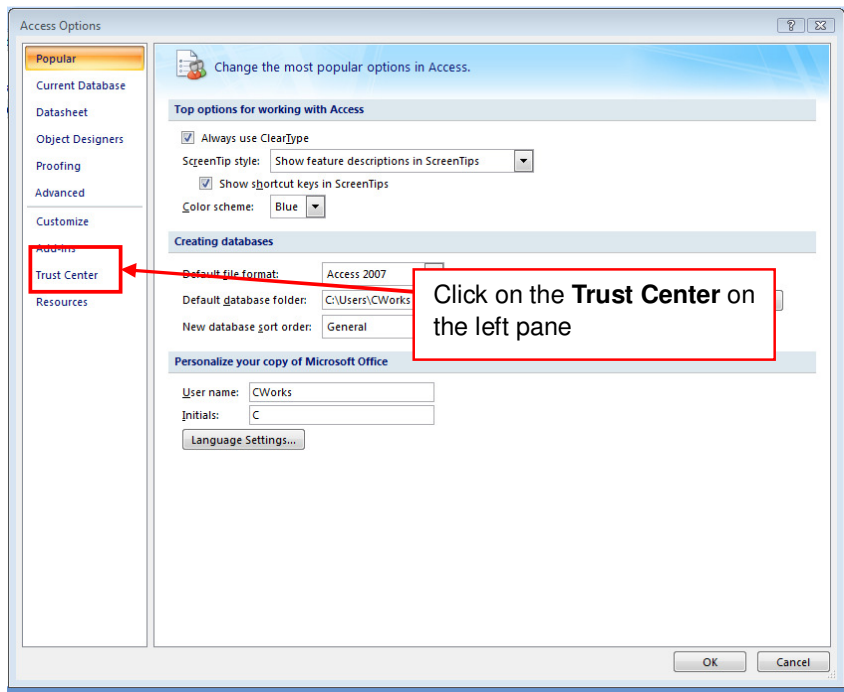 Access Options
Popular
Current Database
Datasheet
Object Designers
Proofing
Advanced
Customize
Add-Ins
Trust Center
Resources
Change the most popular options in Access.
Top options for working with Access
Always use ClearType
ScreenTip style: Show feature descriptions in ScreenTips
Show shortcut keys in ScreenTips
Color scheme: Blue
Creating databases
Default file format: Access 2007
Default database folder: C:\Users\CWorks
New database sort order: General
Click on the Trust Center on
the left pane
Personalize your copy of Microsoft Office
User name: CWorks
Initials: C
Language Settings...
OK Cancel